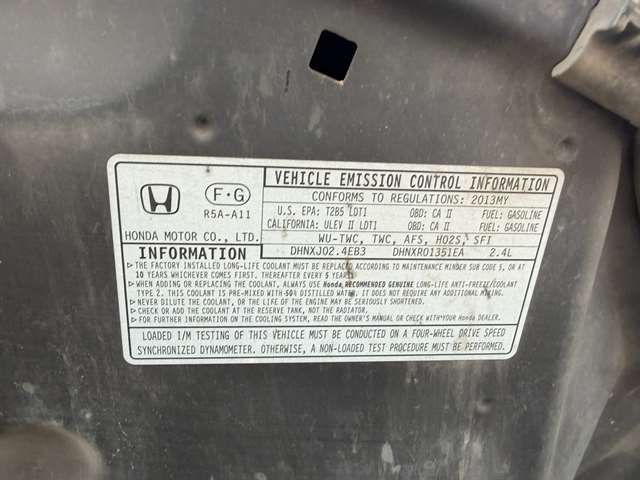 F·G
R5A-A11
HONDA MOTOR CO., LTD.
VEHICLE EMISSION CONTROL INFORMATION
CONFORMS TO REGULATIONS: 2013MY
U.S. EPA: T2B5 LDT1 OBD: CA II FUEL: GASOLINE
CALIFORNIA: ULEV II LDT1 OBD: CA II FUEL: GASOLINE
WU-TWC, TWC, AFS, HO2S, SFI
DHNXJ02.4EB3 DHNXR01351EA 2.4L
INFORMATION
▷THE FACTORY INSTALLED LONG-LIFE COOLANT MUST BE REPLACED ACCORDING TO MAINTENANCE MINDER SUB CODE 5, OR AT
10 YEARS WHICHEVER COMES FIRST. THEREAFTER EVERY 5 YEARS
▷WHEN ADDING OR REPLACING THE COOLANT, ALWAYS USE Honda RECOMMENDED GENUINE LONG-LIFE ANTI-FREEZE/COOLANT
TYPE 2. THIS COOLANT IS PRE-MIXED WITH 50% DISTILLED WATER AND DOES NOT NEED ANY ADDITIONAL MIXING.
▷NEVER DILUTE THE COOLANT, OR THE LIFE OF THE ENGINE MAY BE SERIOUSLY SHORTENED.
▷CHECK OR ADD THE COOLANT AT THE RESERVE TANK, NOT THE RADIATOR.
▷FOR FURTHER INFORMATION ON THE COOLING SYSTEM, READ THE OWNER'S MANUAL OR CHECK WITH YOUR Honda DEALER.
LOADED I/M TESTING OF THIS VEHICLE MUST BE CONDUCTED ON A FOUR-WHEEL DRIVE SPEED
SYNCHRONIZED DYNAMOMETER. OTHERWISE, A NON-LOADED TEST PROCEDURE MUST BE PERFORMED.